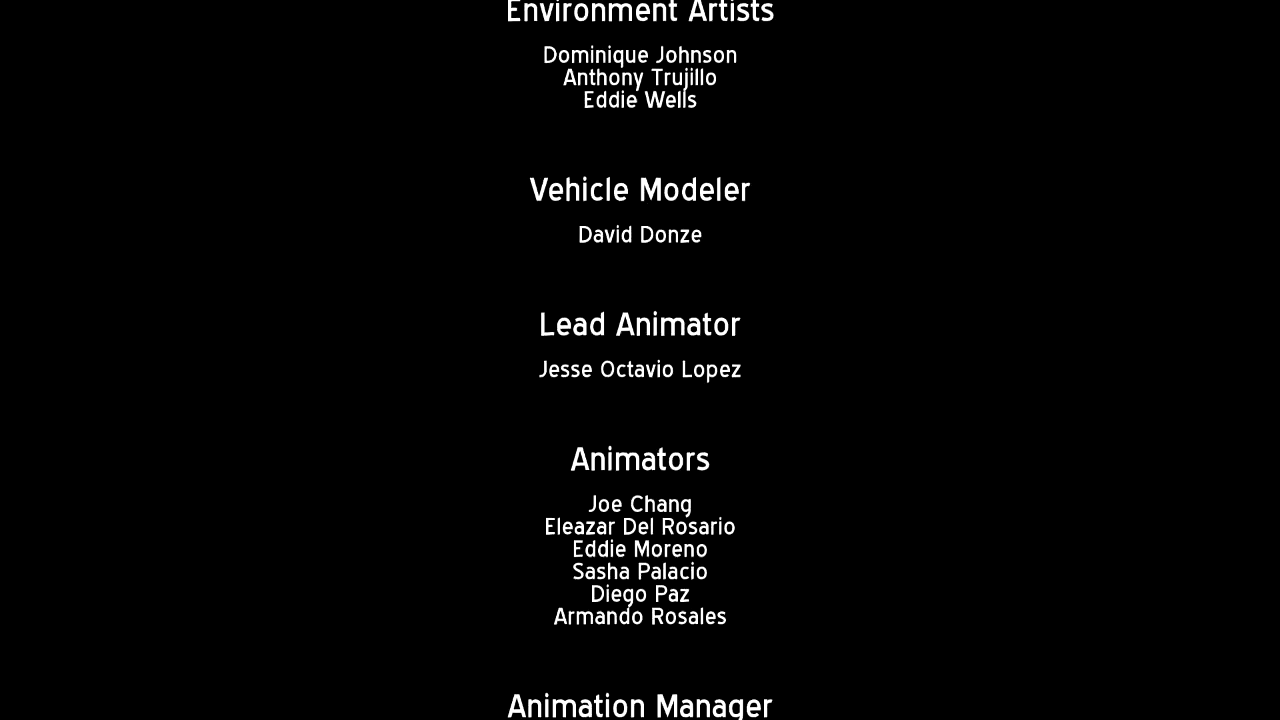 Environment Artists
Dominique Johnson
Anthony Trujillo
Eddie Wells
Vehicle Modeler
David Donze
Lead Animator
Jesse Octavio Lopez
Animators
Joe Chang
Eleazar Del Rosario
Eddie Moreno
Sasha Palacio
Diego Paz
Armando Rosales
Animation Manager